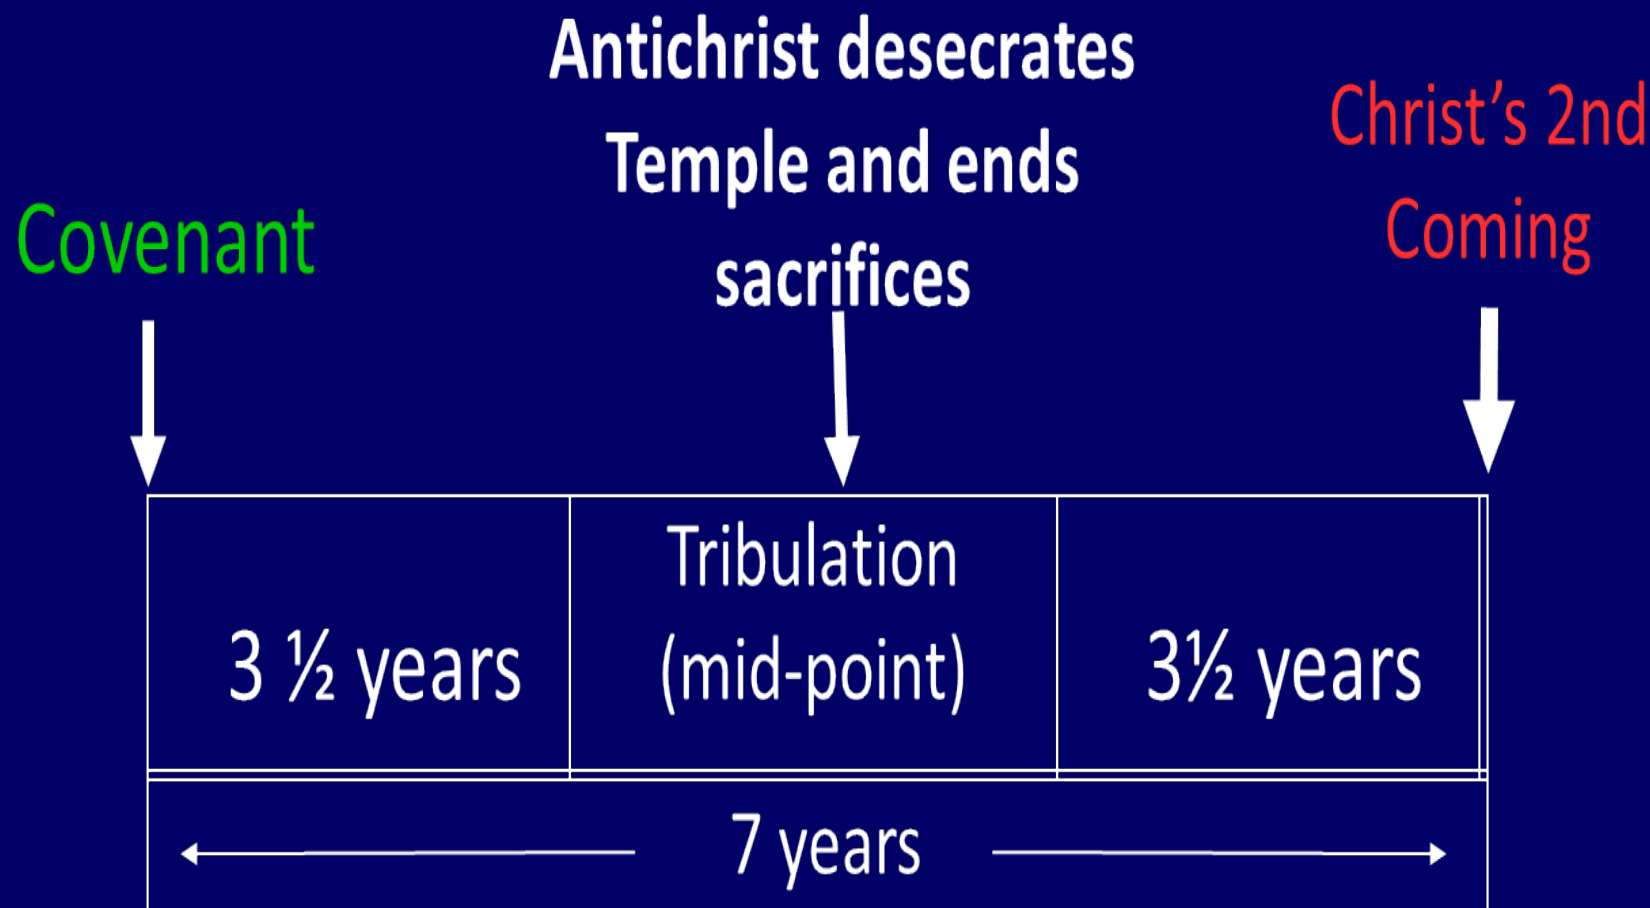 Antichrist desecrates
Temple and ends
sacrifices
Christ’s 2nd
Coming
Covenant
3 ½ years
Tribulation
(mid-point)
3½ years
7 years